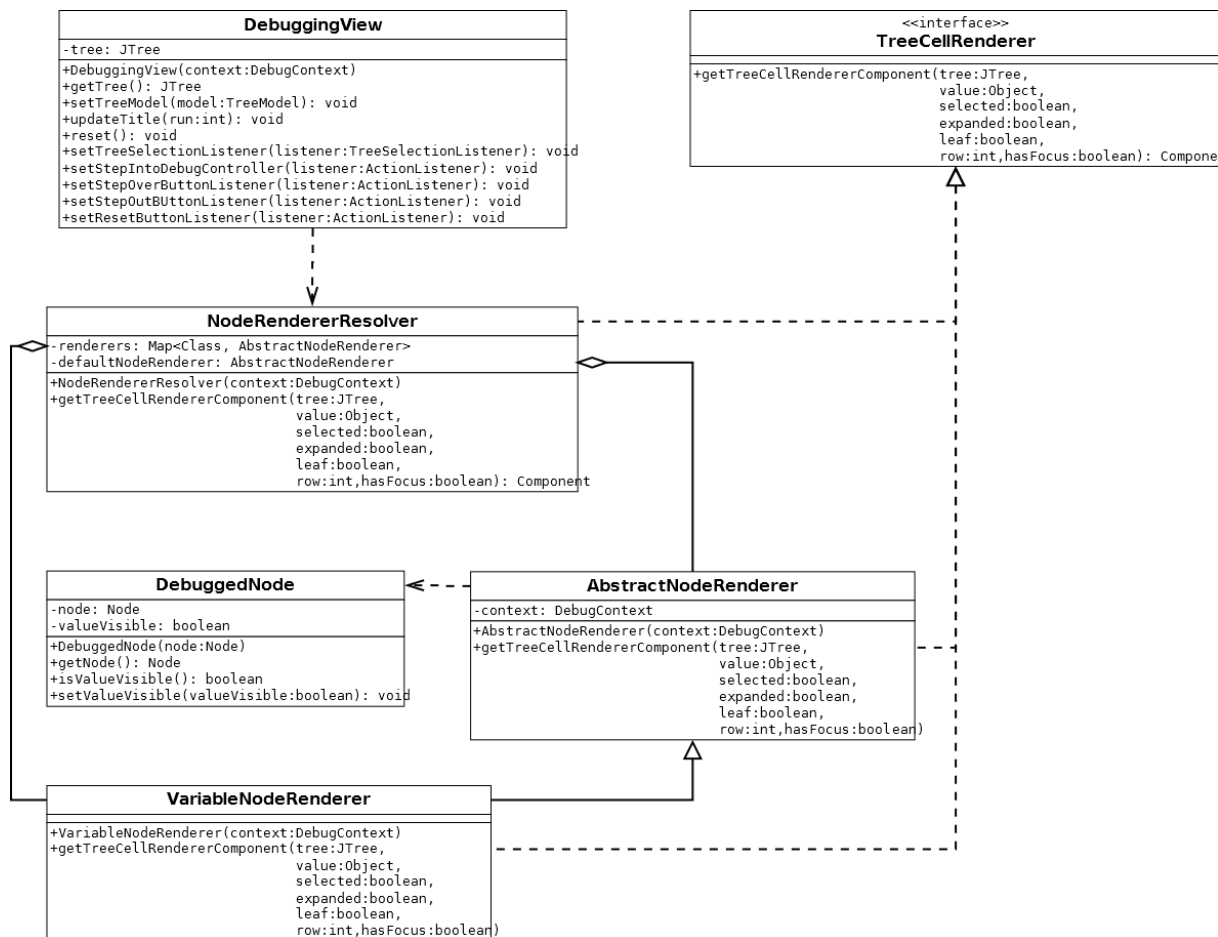 DebuggingView
-tree: JTree
+DebuggingView(context:DebugContext)
+getTree(): JTree
+setTreeModel(model:TreeModel): void
+updateTitle(run:int): void
+reset(): void
+setTreeSelectionListener(listener:TreeSelectionListener): void
+setStepIntoDebugController(listener:ActionListener): void
+setStepOverButtonListener(listener:ActionListener): void
+setStepOutBUttonListener(listener:ActionListener): void
+setResetButtonListener(listener:ActionListener): void
<<interface>>
TreeCellRenderer
+getTreeCellRendererComponent(tree:JTree,
value:Object,
selected:boolean,
expanded:boolean,
leaf:boolean,
row:int,hasFocus:boolean): Compone
NodeRendererResolver
-renderers: Map<Class, AbstractNodeRenderer>
-defaultNodeRenderer: AbstractNodeRenderer
+NodeRendererResolver(context:DebugContext)
+getTreeCellRendererComponent(tree:JTree,
value:Object,
selected:boolean,
expanded:boolean,
leaf:boolean,
row:int,hasFocus:boolean): Component
DebuggedNode
-node: Node
-valueVisible: boolean
+DebuggedNode(node:Node)
+getNode(): Node
+isValueVisible(): boolean
+setValueVisible(valueVisible:boolean): void
AbstractNodeRenderer
-context: DebugContext
+AbstractNodeRenderer(context:DebugContext)
+getTreeCellRendererComponent(tree:JTree,
value:Object,
selected:boolean,
expanded:boolean,
leaf:boolean,
row:int,hasFocus:boolean)
VariableNodeRenderer
+VariableNodeRenderer(context:DebugContext)
+getTreeCellRendererComponent(tree:JTree,
value:Object,
selected:boolean,
expanded:boolean,
leaf:boolean,
row:int,hasFocus:boolean)